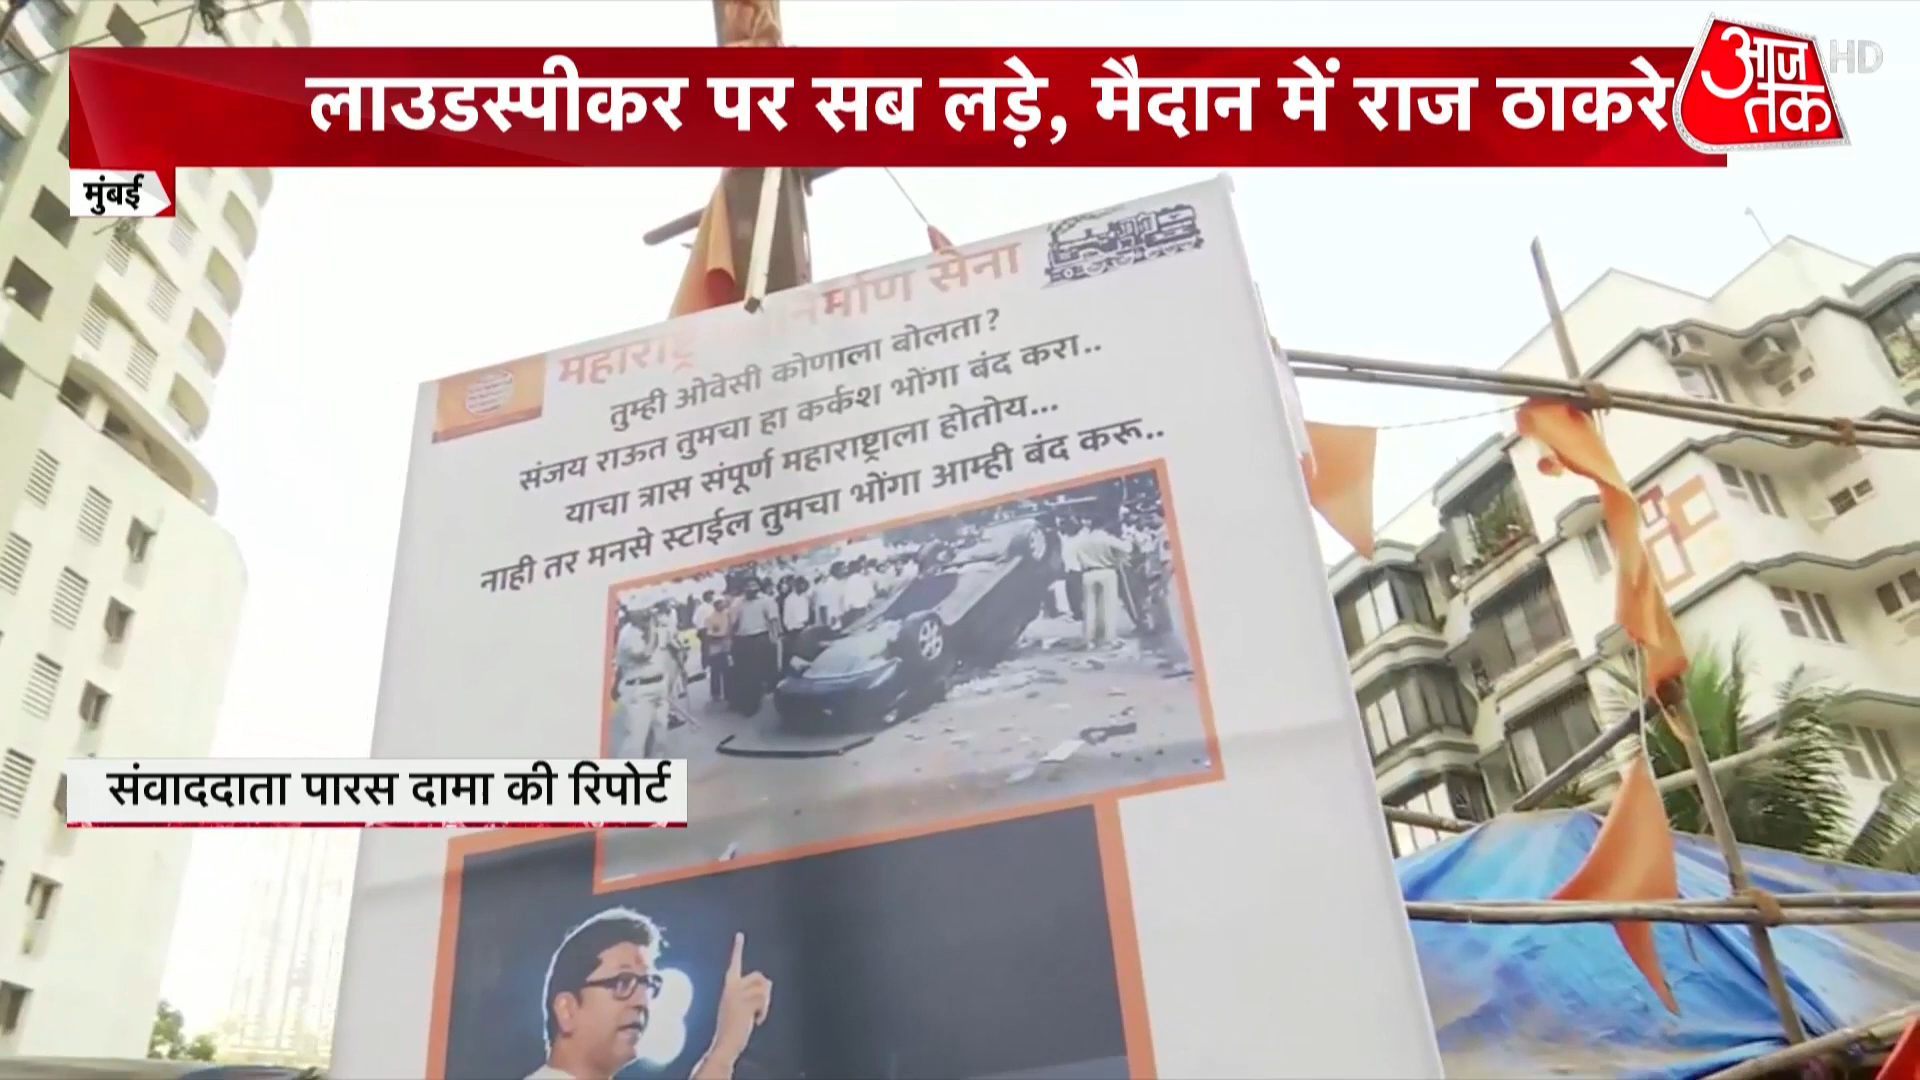 लाउडस्पीकर पर सब लड़े, मैदान में राज ठाकरे
आज तक
HD
मुंबई
महाराष्ट्र निर्माण सेना
तुम्ही ओवेसी कोणाला बोलता?
संजय राऊत तुमचा हा कर्कश भोंगा बंद करा..
याचा त्रास संपूर्ण महाराष्ट्राला होतोय...
नाही तर मनसे स्टाईल तुमचा भोंगा आम्ही बंद करू..
संवाददाता पारस दामा की रिपोर्ट